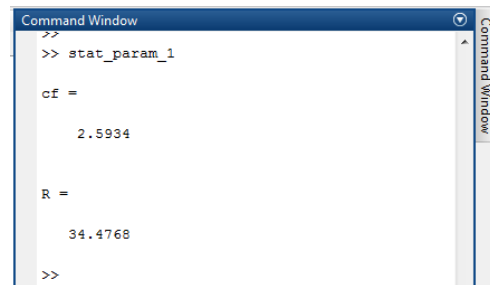 Command Window
>>
>> stat_param_1
cf =
2.5934
R =
34.4768
>>
Command Window